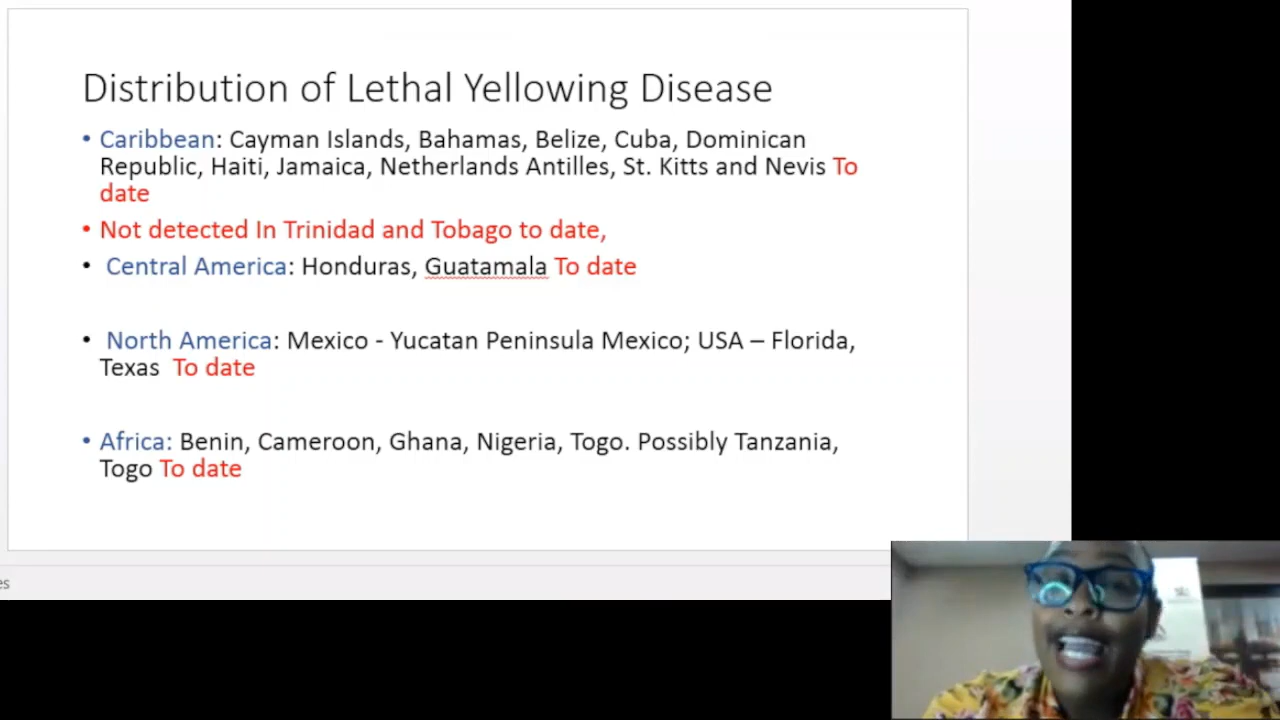 Distribution of Lethal Yellowing Disease
• Caribbean: Cayman Islands, Bahamas, Belize, Cuba, Dominican
Republic, Haiti, Jamaica, Netherlands Antilles, St. Kitts and Nevis To
date
• Not detected In Trinidad and Tobago to date,
• Central America: Honduras, Guatamala To date
• North America: Mexico - Yucatan Peninsula Mexico; USA – Florida,
Texas To date
• Africa: Benin, Cameroon, Ghana, Nigeria, Togo. Possibly Tanzania,
Togo To date